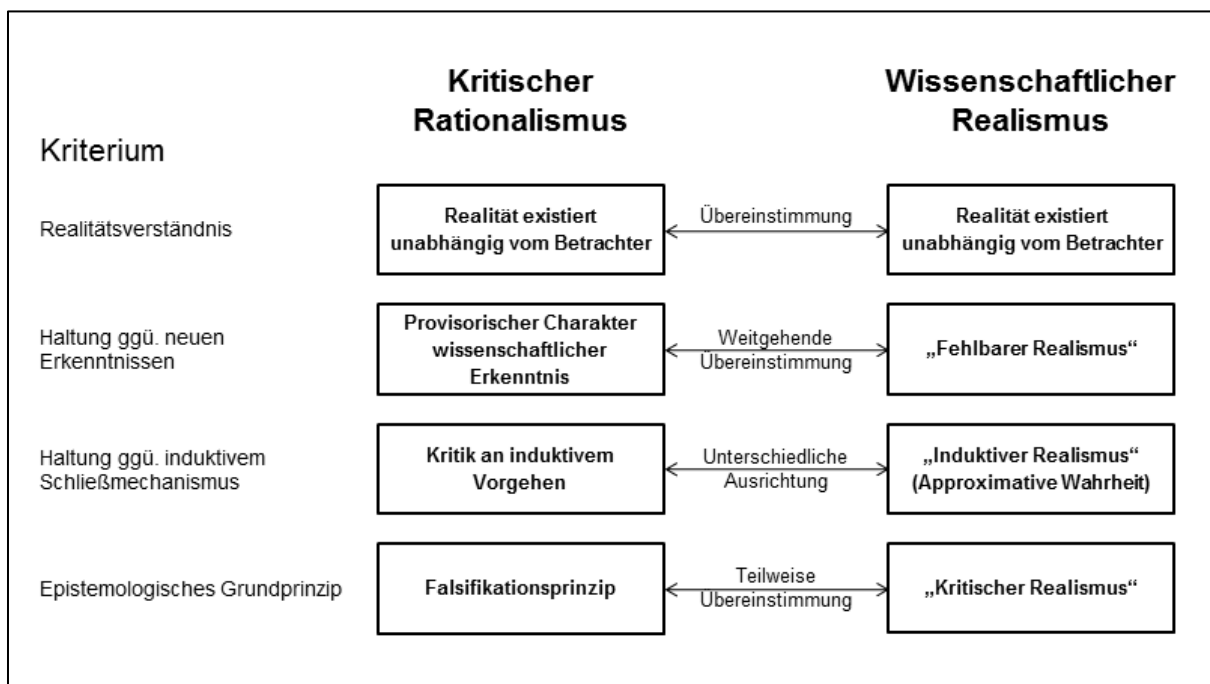 Kritischer
Rationalismus
Wissenschaftlicher
Realismus
Kriterium
Realitätsverständnis
Realität existiert
unabhängig vom Betrachter
Übereinstimmung
Realität existiert
unabhängig vom Betrachter
Haltung ggü. neuen
Erkenntnissen
Provisorischer Charakter
wissenschaftlicher
Erkenntnis
Weitgehende
Übereinstimmung
„Fehlbarer Realismus“
Haltung ggü. induktivem
Schließmechanismus
Kritik an induktivem
Vorgehen
Unterschiedliche
Ausrichtung
„Induktiver Realismus“
(Approximative Wahrheit)
Epistemologisches Grundprinzip
Falsifikationsprinzip
Teilweise
Übereinstimmung
„Kritischer Realismus“